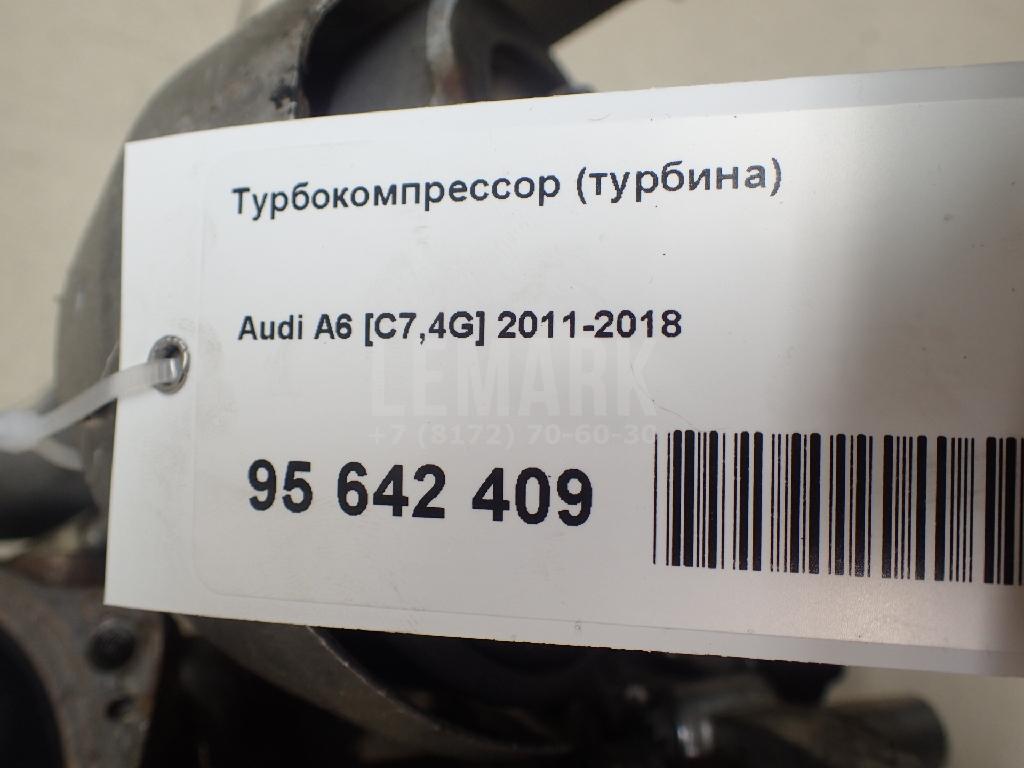 Турбокомпрессор (турбина)
Audi A6 [C7,4G] 2011-2018
LEMARK
+7 (8172) 70-60-30
95 642 409